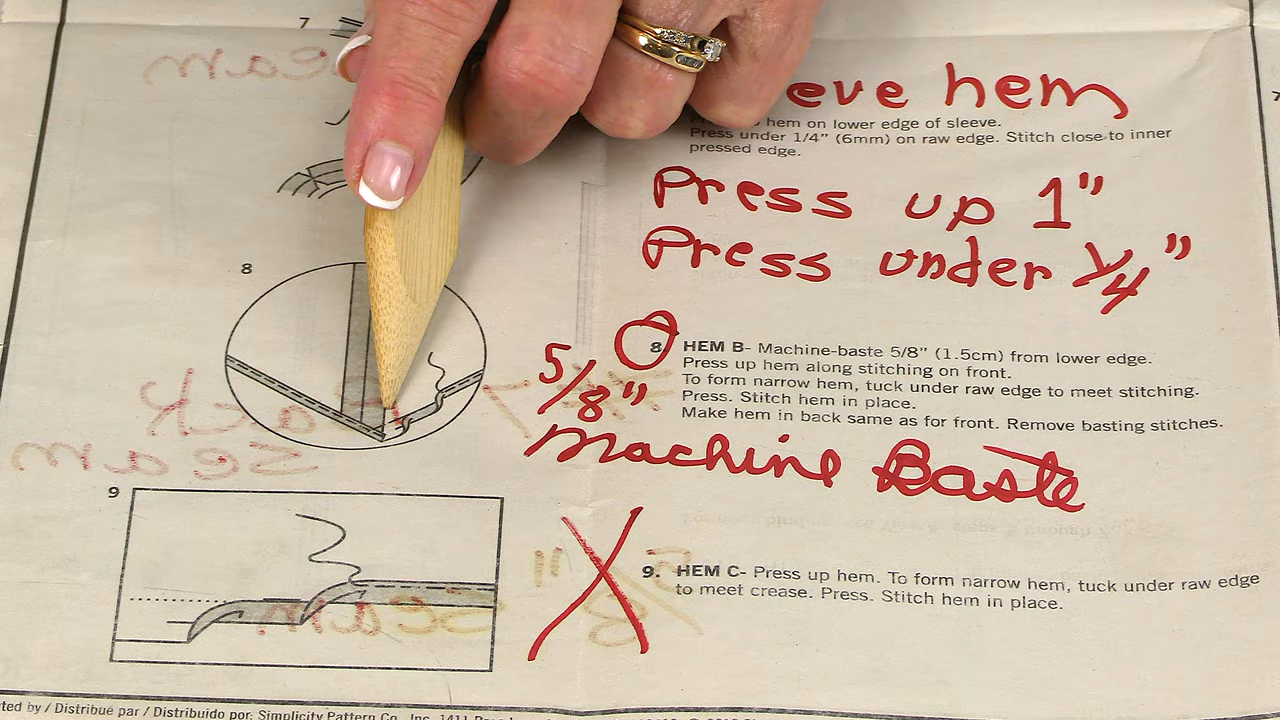 7
eve hem
hem on lower edge of sleeve.
Press under 1/4" (6mm) on raw edge. Stitch close to inner
pressed edge.
Press up 1"
Press under 1/4"
8
8. HEM B- Machine-baste 5/8" (1.5cm) from lower edge.
Press up hem along stitching on front.
To form narrow hem, tuck under raw edge to meet stitching.
Press. Stitch hem in place.
Make hem in back same as for front. Remove basting stitches.
5/8"
Machine Baste
9
X
9. HEM C- Press up hem. To form narrow hem, tuck under raw edge
to meet crease. Press. Stitch hem in place.
ted by / Distribué par / Distribuido por: Simplicity Pattern Co., Inc. 1411